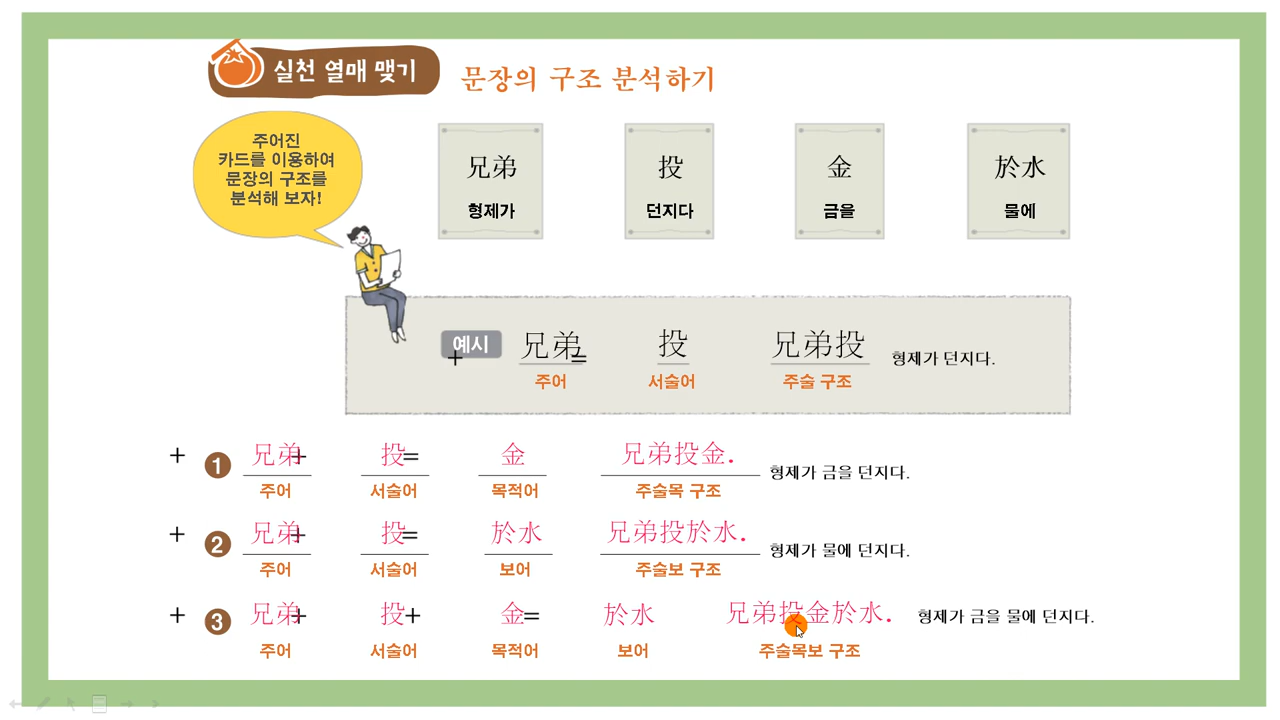 실천 열매 맺기 문장의 구조 분석하기
주어진
카드를 이용하여
문장의 구조를
분석해 보자!
兄弟 投 金 於水
형제가 던지다 금을 물에
예시 兄弟 投 兄弟投 형제가 던지다.
+ =
주어 서술어 주술 구조
+ 1 兄弟 + 投 = 金 兄弟投金. 형제가 금을 던지다.
주어 서술어 목적어 주술목 구조
+ 2 兄弟 + 投 = 於水 兄弟投於水. 형제가 물에 던지다.
주어 서술어 보어 주술보 구조
+ 3 兄弟 + 投 + 金 = 於水 兄弟投金於水. 형제가 금을 물에 던지다.
주어 서술어 목적어 보어 주술목보 구조